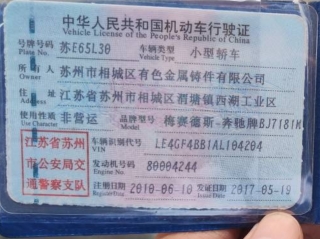 中华人民共和国机动车行驶证
Vehicle License of the People's Republic of China
号牌号码 苏E65L30 车辆类型 小型轿车
Plate No. Vehicle Type
所有人 苏州市相城区有色金属铸件有限公司
Owner
住址 江苏省苏州市相城区渭塘镇西湖工业区
Address
使用性质 非营运 品牌型号 梅赛德斯-奔驰牌BJ7181
Use Character Model
江苏省苏州
市公安局交
通警察支队
车辆识别代号 LE4GF4BB1AL104204
VIN
发动机号码 80004244
Engine No.
注册日期 2010-06-10 发证日期 2017-05-19
Register Date Issue Date